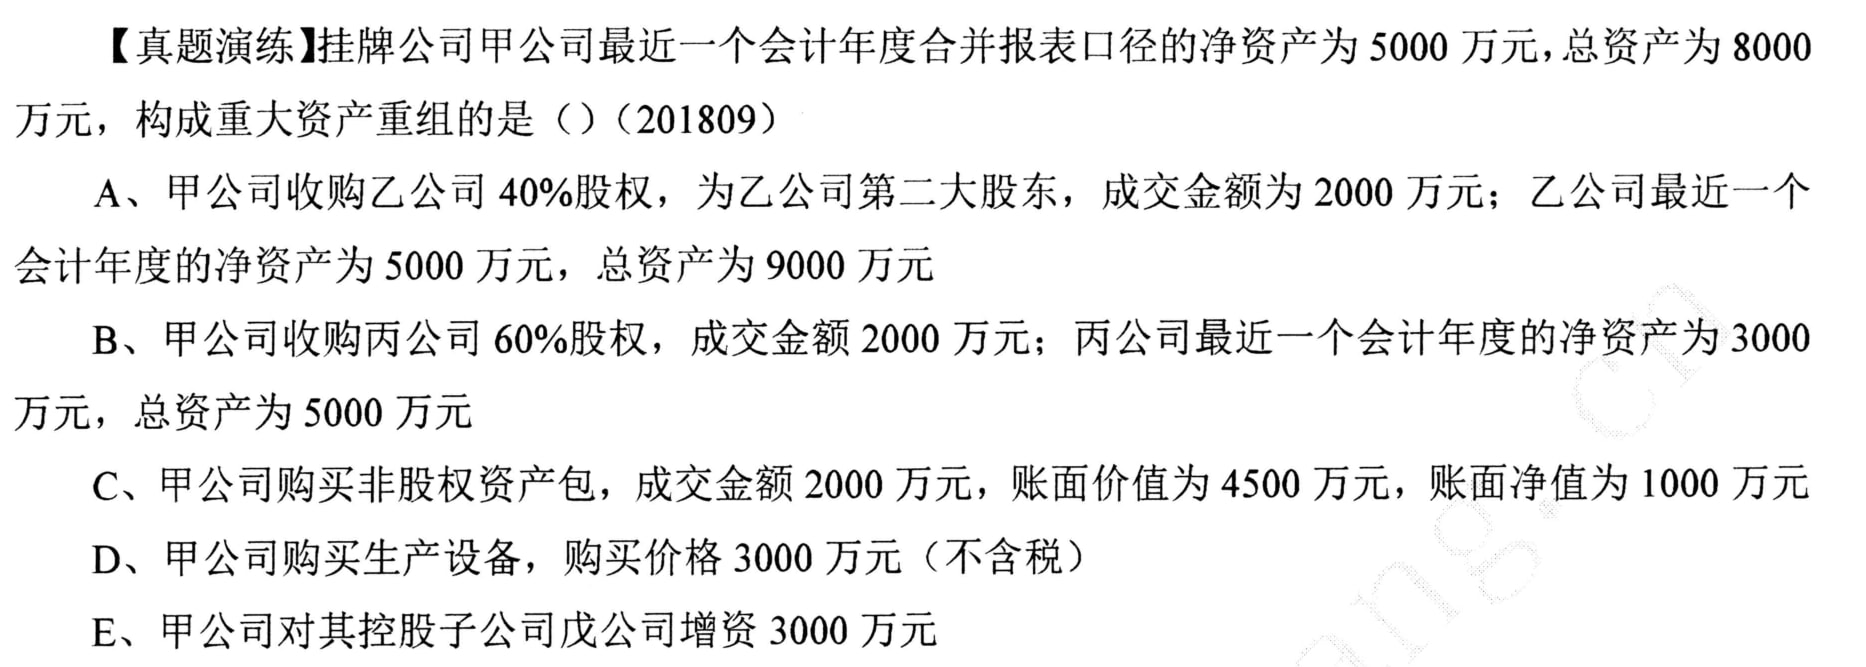 【真题演练】挂牌公司甲公司最近一个会计年度合并报表口径的净资产为 5000 万元，总资产为 8000
万元，构成重大资产重组的是（）（201809）
A、甲公司收购乙公司 40%股权，为乙公司第二大股东，成交金额为 2000 万元；乙公司最近一个
会计年度的净资产为 5000 万元，总资产为 9000 万元
B、甲公司收购丙公司 60%股权，成交金额 2000 万元；丙公司最近一个会计年度的净资产为 3000
万元，总资产为 5000 万元
C、甲公司购买非股权资产包，成交金额 2000 万元，账面价值为 4500 万元，账面净值为 1000 万元
D、甲公司购买生产设备，购买价格 3000 万元（不含税）
E、甲公司对其控股子公司戊公司增资 3000 万元
ang.cn